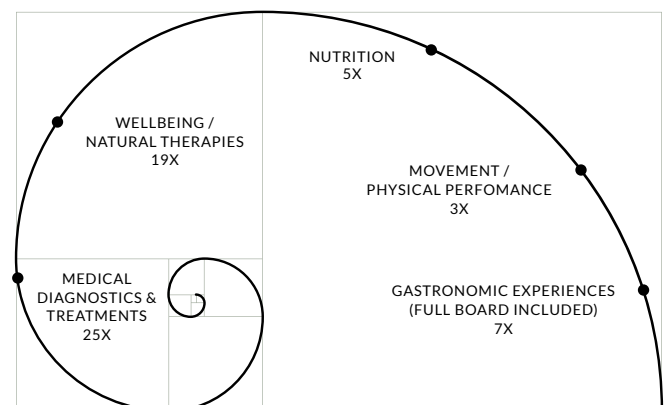 NUTRITION
5X
WELLBEING /
NATURAL THERAPIES
19X
MOVEMENT /
PHYSICAL PERFOMANCE
3X
MEDICAL
DIAGNOSTICS &
TREATMENTS
25X
GASTRONOMIC EXPERIENCES
(FULL BOARD INCLUDED)
7X